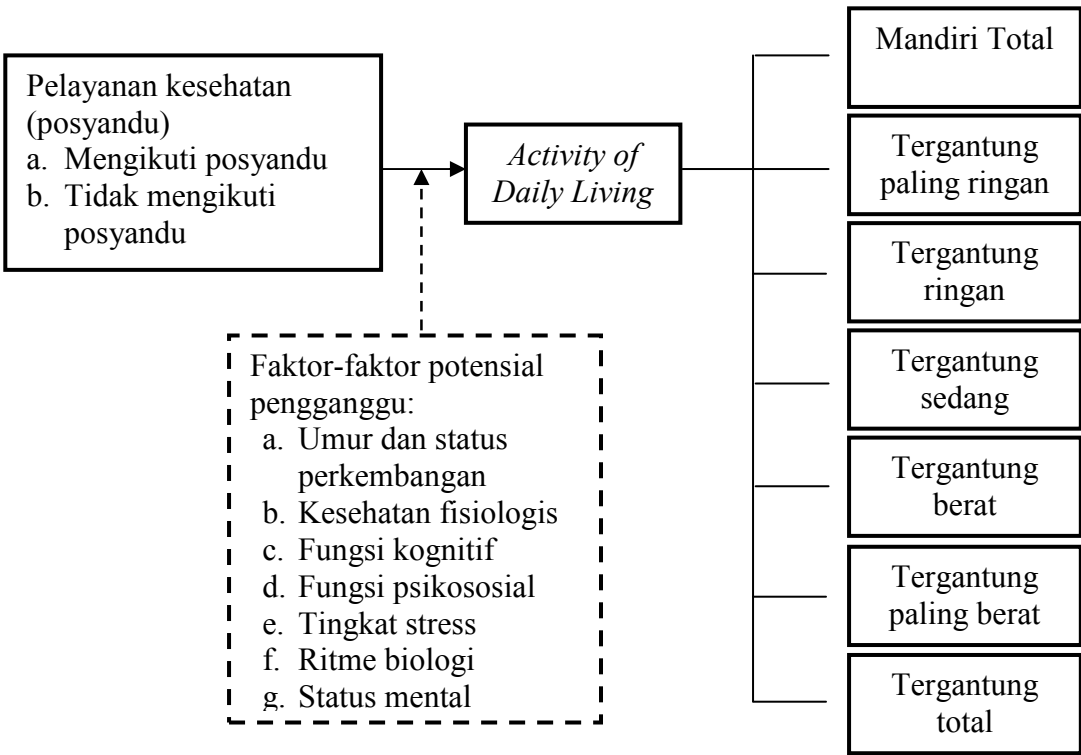 Pelayanan kesehatan
(posyandu)
a. Mengikuti posyandu
b. Tidak mengikuti
posyandu
Activity of
Daily Living
Faktor-faktor potensial
pengganggu:
a. Umur dan status
perkembangan
b. Kesehatan fisiologis
c. Fungsi kognitif
d. Fungsi psikososial
e. Tingkat stress
f. Ritme biologi
g. Status mental
Mandiri Total
Tergantung
paling ringan
Tergantung
ringan
Tergantung
sedang
Tergantung
berat
Tergantung
paling berat
Tergantung
total